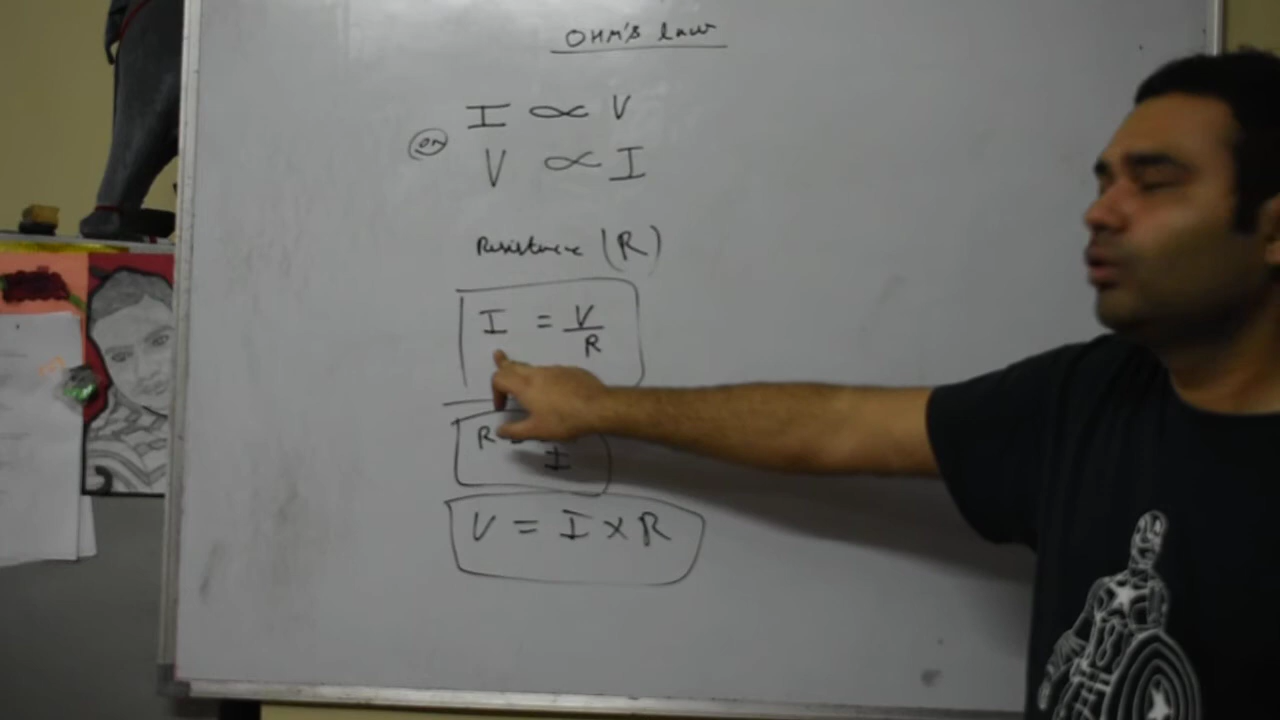 OHM'S law
I ∝ V
(or)
V ∝ I
Resistance (R)
I = V/R
R = 
I
V = I × R